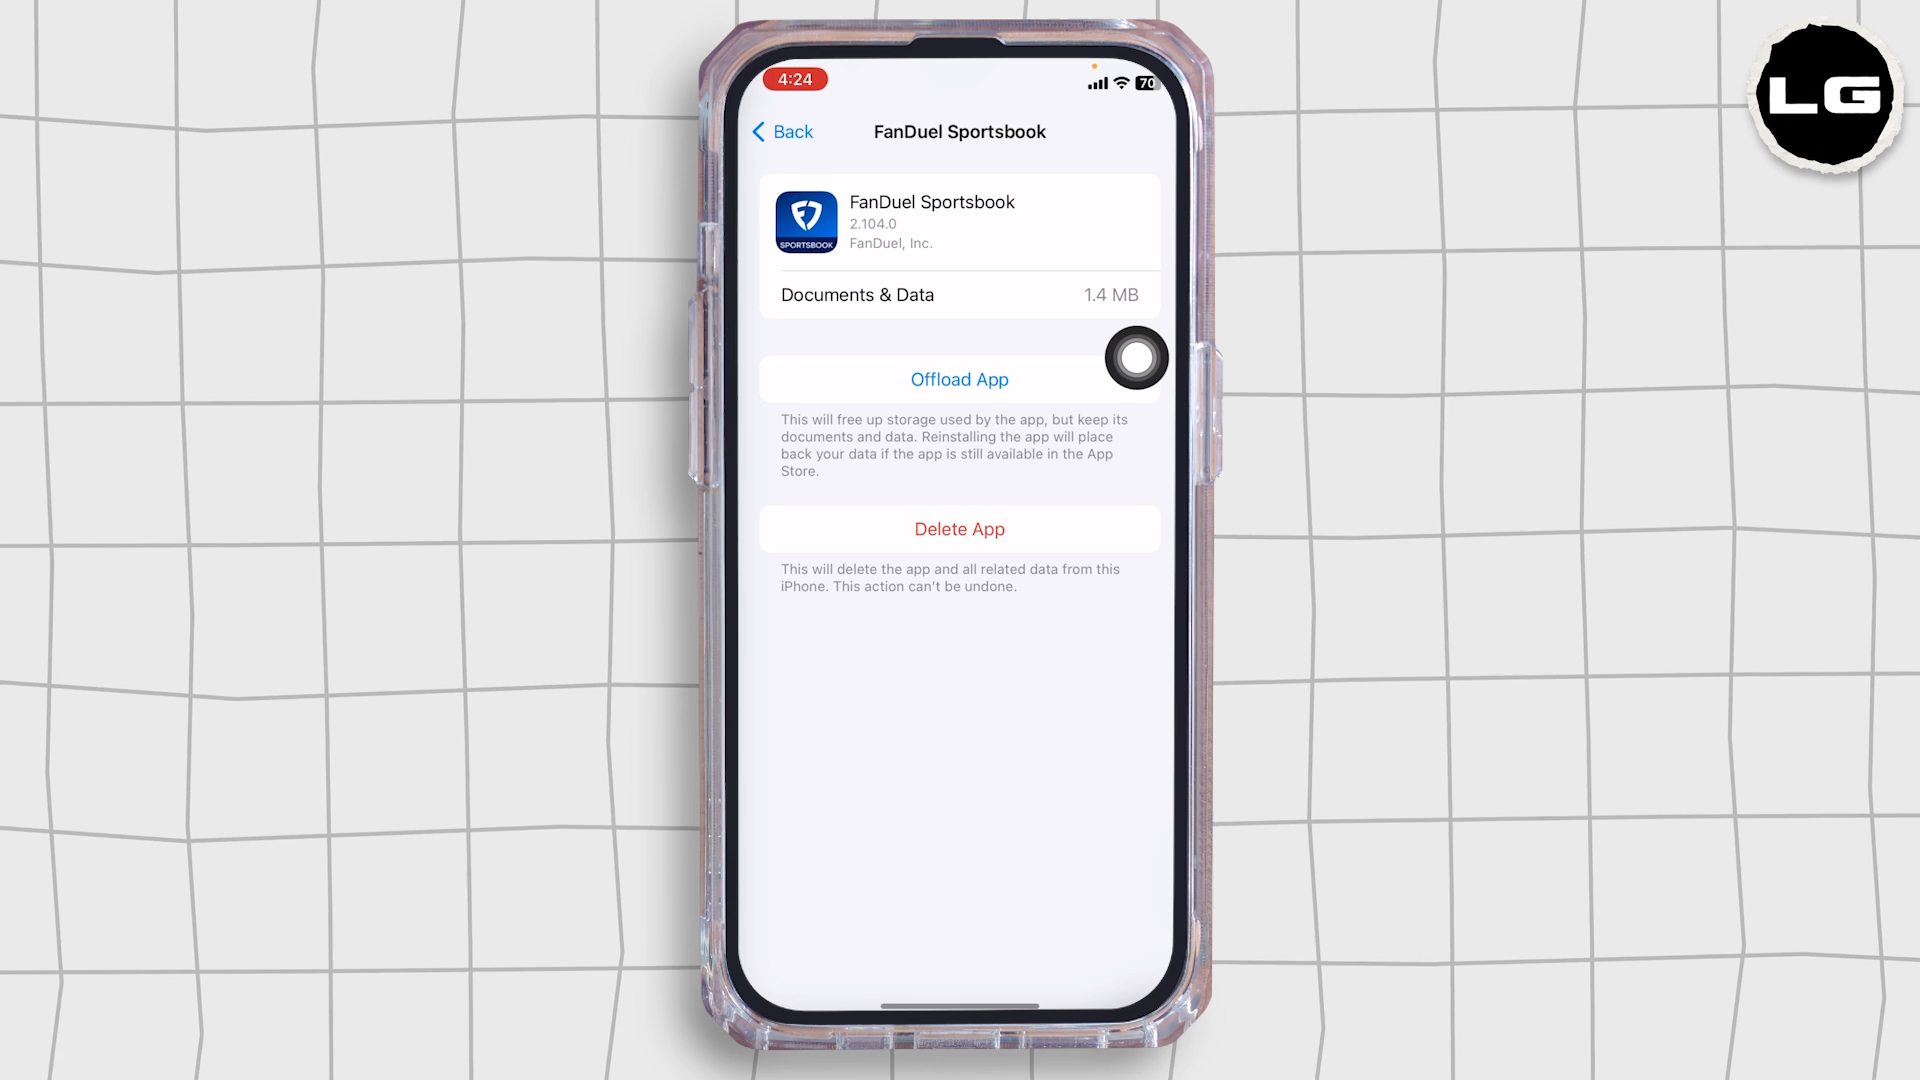 4:24
70
LG
Back
FanDuel Sportsbook
FanDuel Sportsbook
2.104.0
SPORTSBOOK
FanDuel, Inc.
Documents & Data 1.4 MB
Offload App
This will free up storage used by the app, but keep its
documents and data. Reinstalling the app will place
back your data if the app is still available in the App
Store.
Delete App
This will delete the app and all related data from this
iPhone. This action can't be undone.